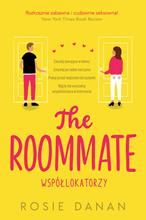 Rozkosznie zabawna i cudownie seksowna!
New York Times Book Review
The
ROOMMATE
WSPÓŁLOKATORZY
ROSIE DANAN